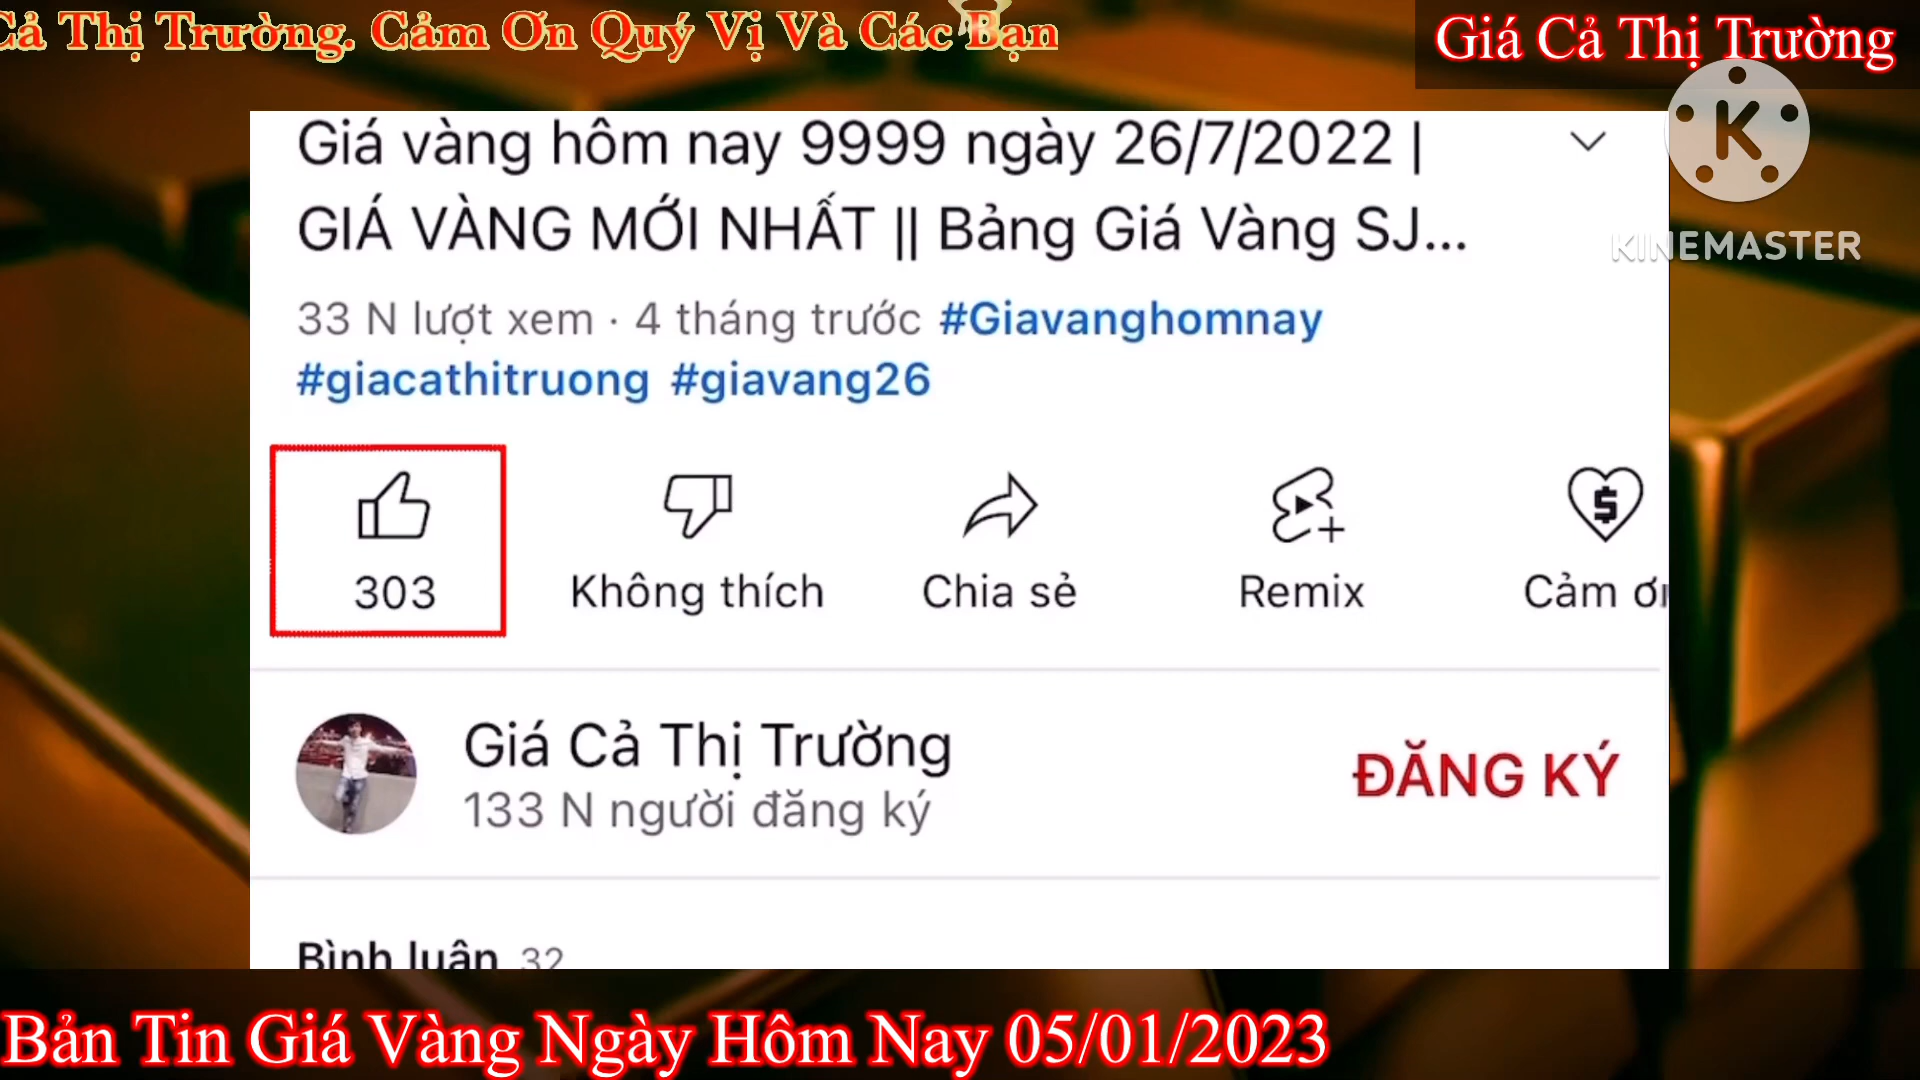 Cả Thị Trường. Cảm Ơn Quý Vị Và Các Bạn
Giá Cả Thị Trường
KINEMASTER
Giá vàng hôm nay 9999 ngày 26/7/2022 |
GIÁ VÀNG MỚI NHẤT || Bảng Giá Vàng SJ...
33 N lượt xem · 4 tháng trước #Giavanghomnay
#giacathitruong #giavang26
303
Không thích
Chia sẻ
Remix
Cảm ơn
Giá Cả Thị Trường
133 N người đăng ký
ĐĂNG KÝ
Bình luận 32
Bản Tin Giá Vàng Ngày Hôm Nay 05/01/2023